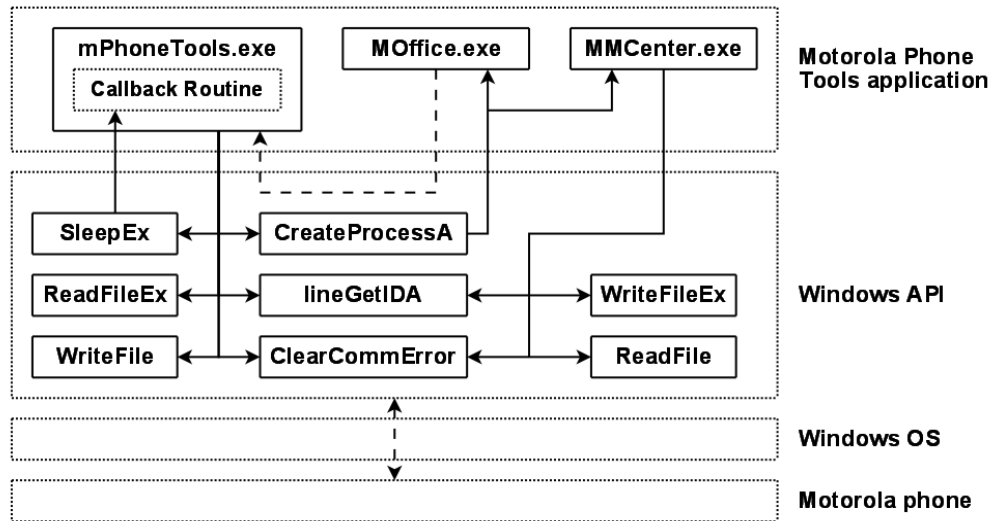 mPhoneTools.exe
Callback Routine
MOffice.exe
MMCenter.exe
Motorola Phone
Tools application
SleepEx
CreateProcessA
ReadFileEx
lineGetIDA
WriteFileEx
Windows API
WriteFile
ClearCommError
ReadFile
Windows OS
Motorola phone